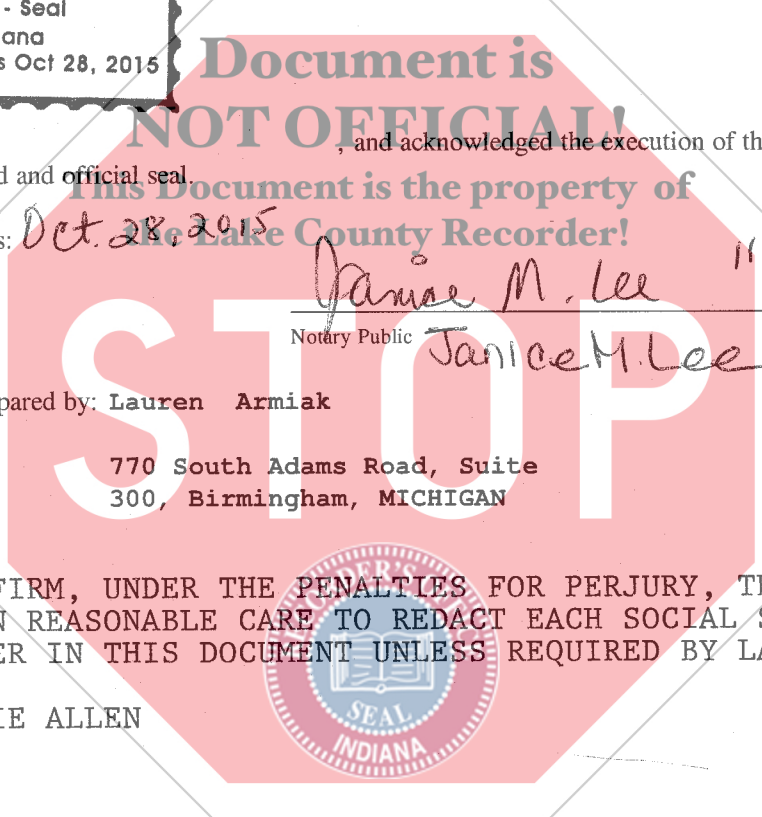 - Seal
ana
s Oct 28, 2015
Document is
NOT OFFICIAL!
, and acknowledged the execution of th
d and official seal.
This Document is the property of
the Lake County Recorder!
s: Oct. 28, 2015
Janice M. Lee "
Notary Public Janice M. Lee
STOP
pared by: Lauren Armiak
770 South Adams Road, Suite
300, Birmingham, MICHIGAN
FIRM, UNDER THE PENALTIES FOR PERJURY, TH
N REASONABLE CARE TO REDACT EACH SOCIAL S
ER IN THIS DOCUMENT UNLESS REQUIRED BY LA
IE ALLEN
RECORDER'S OFFICE
SEAL
INDIANA